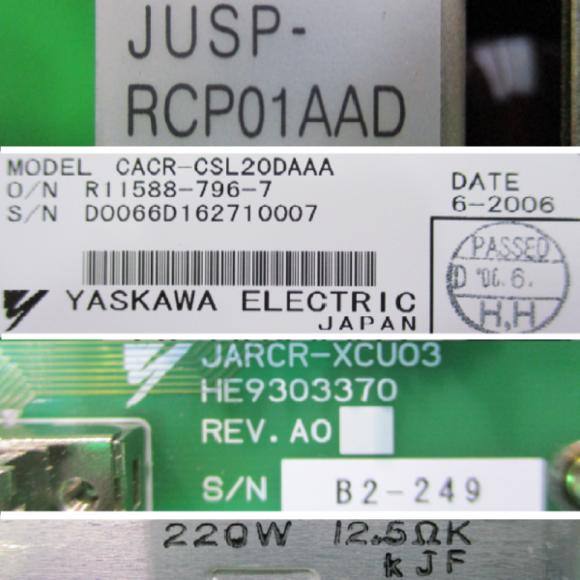 JUSP-
RCP01AAD
MODEL CACR-CSL20DAAA
O/N R11588-796-7
S/N D0066D162710007
DATE
6-2006
PASSED
D '06.6.
H,H
YASKAWA ELECTRIC
JAPAN
JARCR-XCU03
HE9303370
REV. A0
S/N B2-249
220W 12.5ΩK
kJF